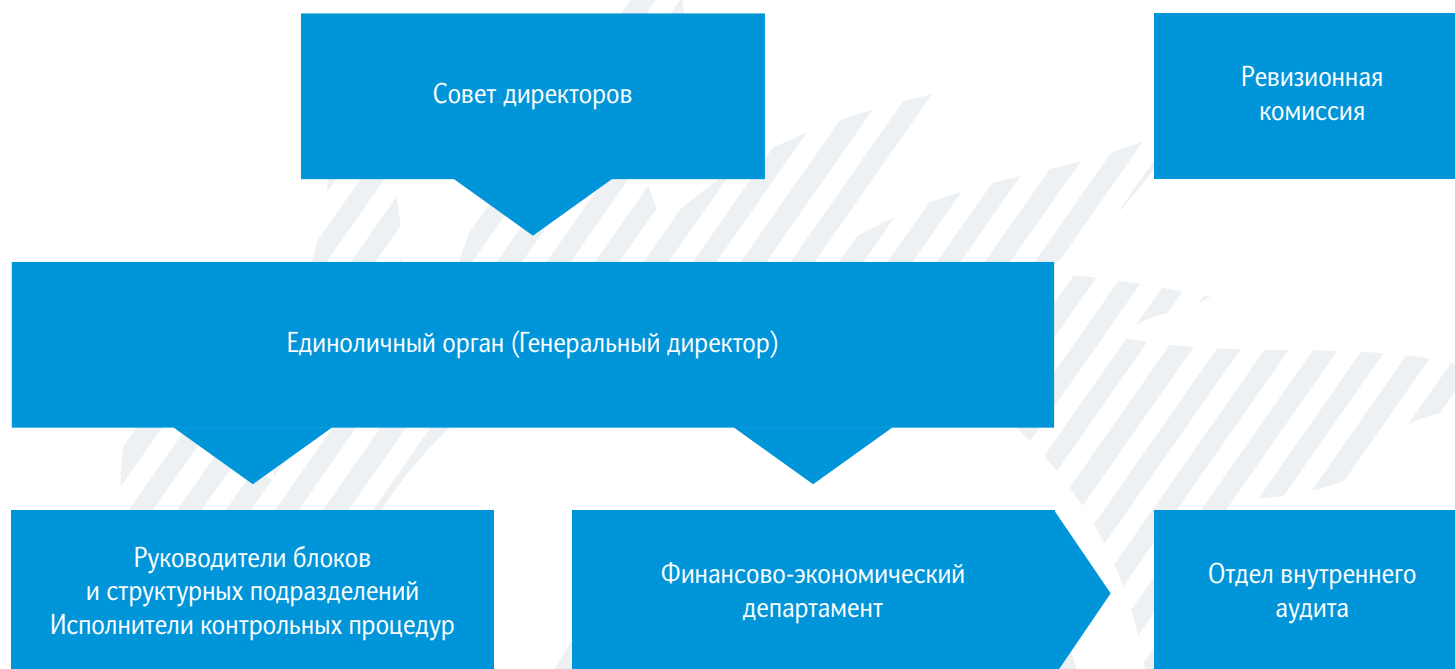 Совет директоров
Ревизионная
комиссия
Единоличный орган (Генеральный директор)
Руководители блоков
и структурных подразделений
Исполнители контрольных процедур
Финансово-экономический
департамент
Отдел внутреннего
аудита